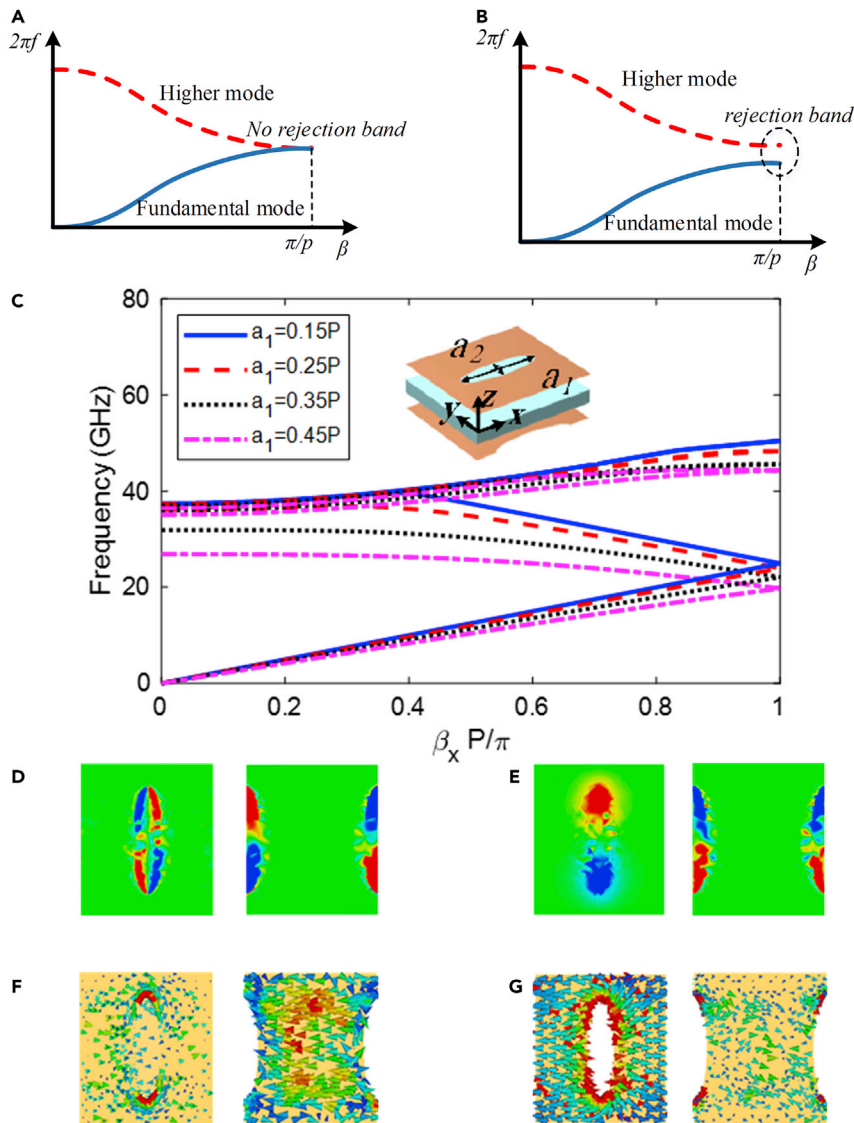 A
2πf
Higher mode
No rejection band
Fundamental mode
π/p
β
B
2πf
Higher mode
rejection band
Fundamental mode
π/p
β
C
80
60
40
20
0
Frequency (GHz)
a1=0.15P
a1=0.25P
a1=0.35P
a1=0.45P
a2
a1
z
y
x
0
0.2
0.4
0.6
0.8
1
βx P/π
D
E
F
G